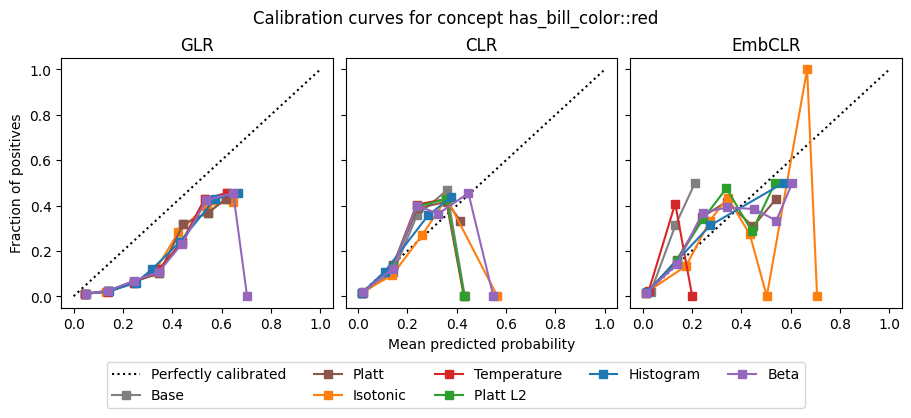 Calibration curves for concept has_bill_color::red
GLR
CLR
EmbCLR
Fraction of positives
1.0
0.8
0.6
0.4
0.2
0.0
0.0 0.2 0.4 0.6 0.8 1.0
0.0 0.2 0.4 0.6 0.8 1.0
0.0 0.2 0.4 0.6 0.8 1.0
Mean predicted probability
Perfectly calibrated Platt Temperature Histogram Beta
Base Isotonic Platt L2